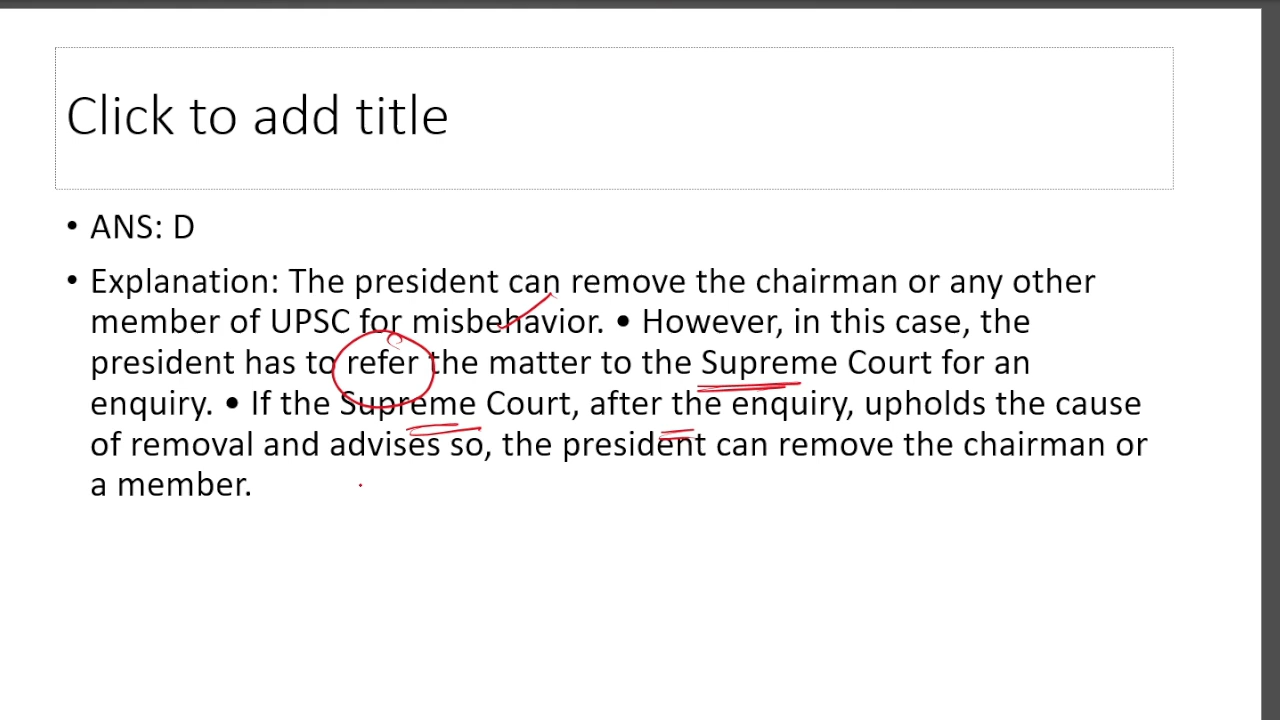 Click to add title
• ANS: D
• Explanation: The president can remove the chairman or any other
member of UPSC for misbehavior. • However, in this case, the
president has to refer the matter to the Supreme Court for an
enquiry. • If the Supreme Court, after the enquiry, upholds the cause
of removal and advises so, the president can remove the chairman or
a member.